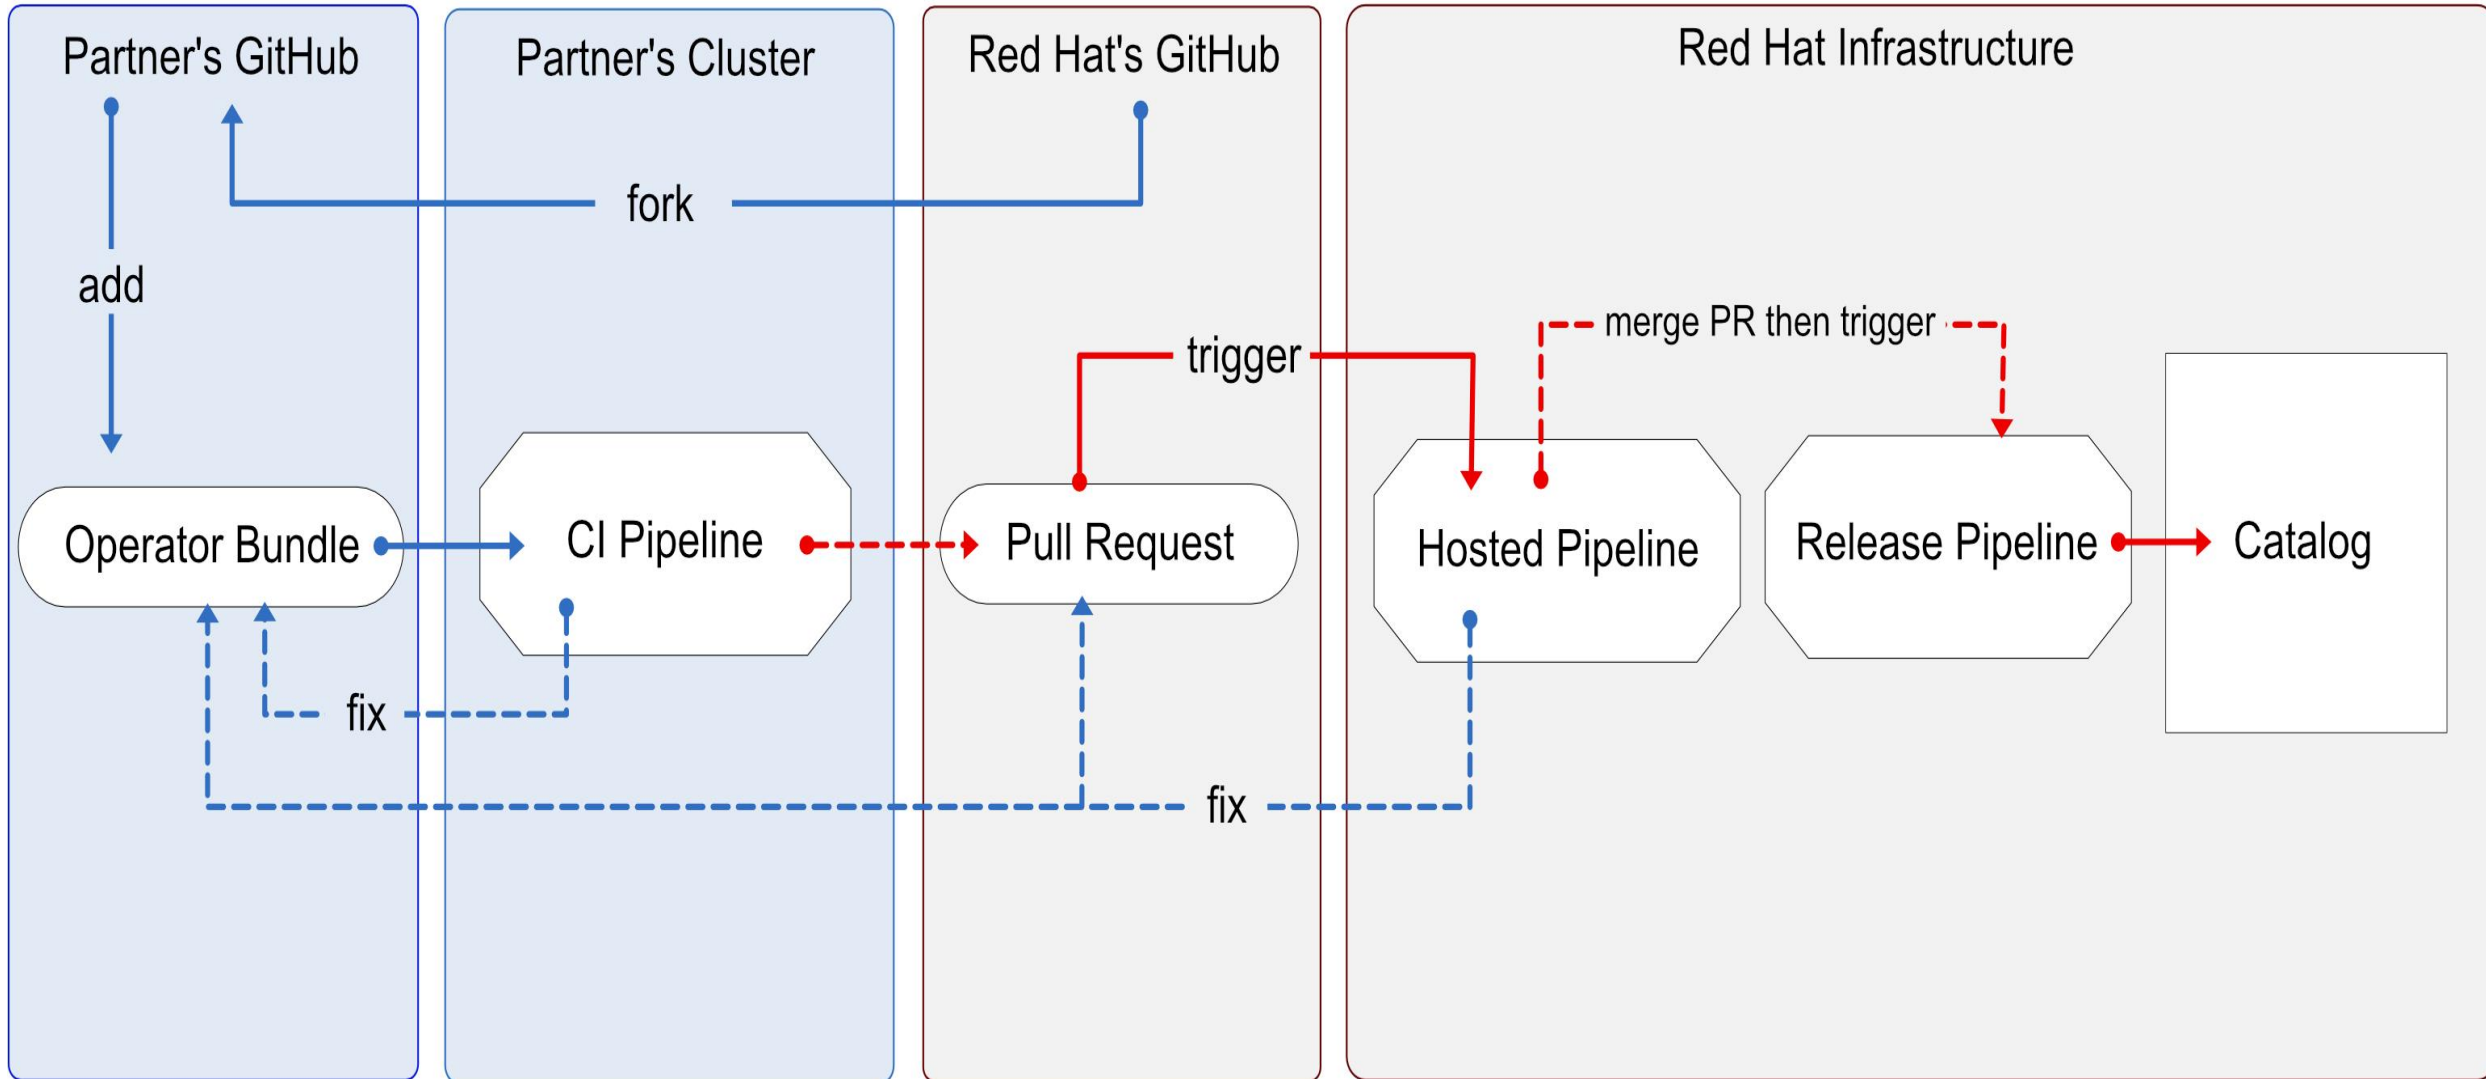 Partner's GitHub
Partner's Cluster
Red Hat's GitHub
Red Hat Infrastructure
fork
add
trigger
merge PR then trigger
Operator Bundle
CI Pipeline
Pull Request
Hosted Pipeline
Release Pipeline
Catalog
fix
fix